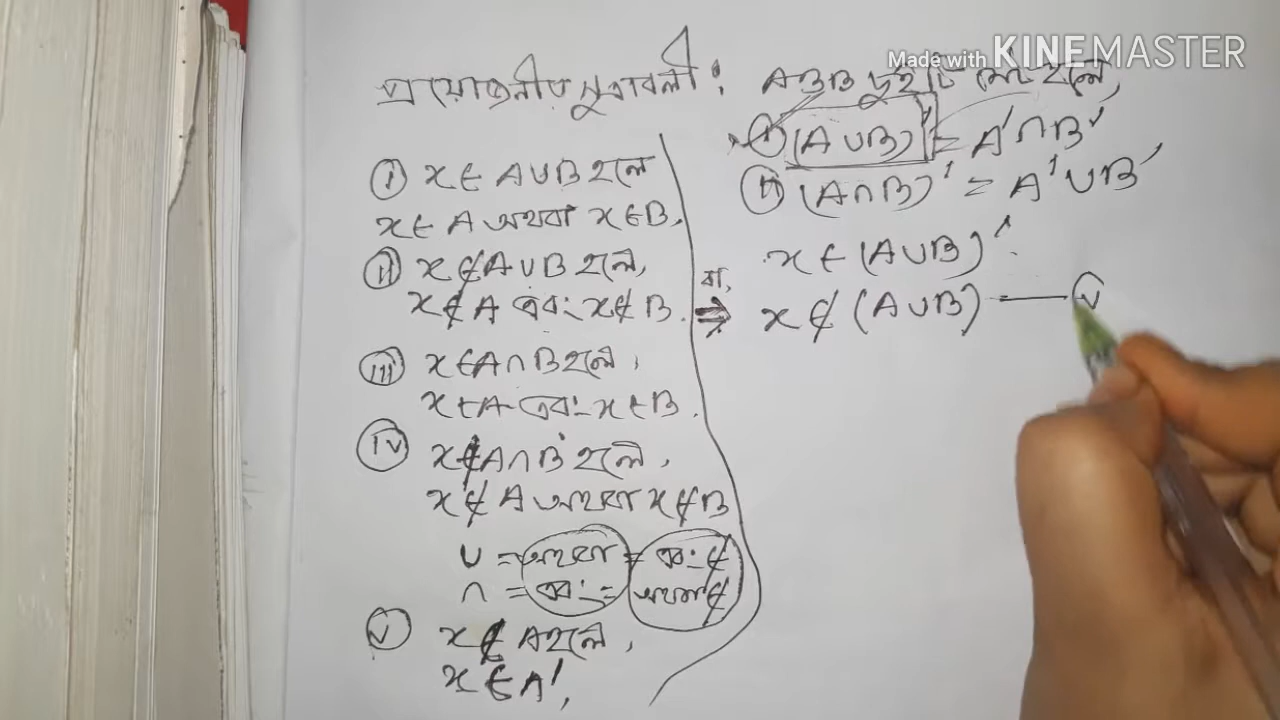 Made with KINEMASTER
প্রয়োজনীয় সূত্রাবলী :
(i) x ∈ A ∪ B হলে
x ∈ A অথবা x ∈ B,
(ii) x ∉ A ∪ B হলে,
x ∉ A এবং x ∉ B.
(iii) x ∈ A ∩ B হলে,
x ∈ A এবং x ∈ B.
(iv) x ∉ A ∩ B হলে,
x ∉ A অথবা x ∉ B
∪ = অথবা = এবং ∉
∩ = এবং = অথবা ∉
(v) x ∉ A হলে,
x ∈ A',
A ও B দুইটি সেট হলে,
(i) (A ∪ B)' = A' ∩ B'
(ii) (A ∩ B)' = A' ∪ B'
x ∈ (A ∪ B)'
বা, ⇒ x ∉ (A ∪ B) — (v)